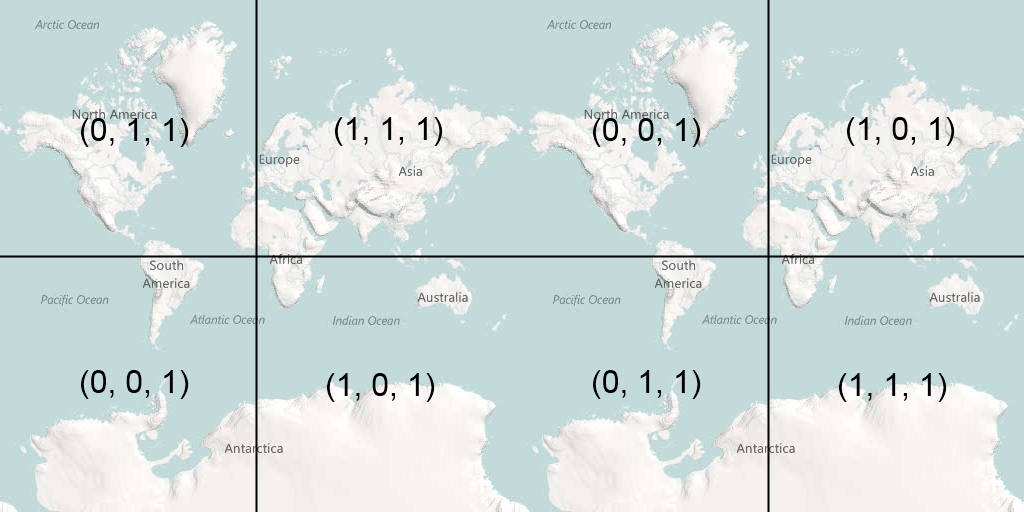 Arctic Ocean
North America
(0, 1, 1)
(1, 1, 1)
Europe
Asia
Africa
South
America
Pacific Ocean
Atlantic Ocean
Indian Ocean
Australia
(0, 0, 1)
(1, 0, 1)
Antarctica
Arctic Ocean
North America
(0, 0, 1)
(1, 0, 1)
Europe
Asia
Africa
South
America
Pacific Ocean
Atlantic Ocean
Indian Ocean
Australia
(0, 1, 1)
(1, 1, 1)
Antarctica